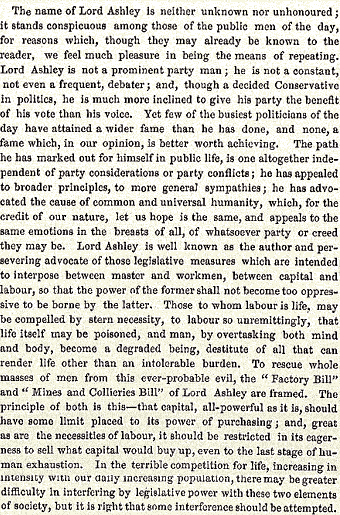 The name of Lord Ashley is neither unknown nor unhonoured;
it stands conspicuous among those of the public men of the day,
for reasons which, though they may already be known to the
reader, we feel much pleasure in being the means of repeating.
Lord Ashley is not a prominent party man; he is not a constant,
not even a frequent, debater; and, though a decided Conservative
in politics, he is much more inclined to give his party the benefit
of his vote than his voice. Yet few of the busiest politicians of the
day have attained a wider fame than he has done, and none, a
fame which, in our opinion, is better worth achieving. The path
he has marked out for himself in public life, is one altogether inde-
pendent of party considerations or party conflicts; he has appealed
to broader principles, to more general sympathies; he has advo-
cated the cause of common and universal humanity, which, for the
credit of our nature, let us hope is the same, and appeals to the
same emotions in the breasts of all, of whatsoever party or creed
they may be. Lord Ashley is well known as the author and per-
severing advocate of those legislative measures which are intended
to interpose between master and workmen, between capital and
labour, so that the power of the former shall not become too oppres-
sive to be borne by the latter. Those to whom labour is life, may
be compelled by stern necessity, to labour so unremittingly, that
life itself may be poisoned, and man, by overtasking both mind
and body, become a degraded being, destitute of all that can
render life other than an intolerable burden. To rescue whole
masses of men from this ever-probable evil, the "Factory Bill"
and "Mines and Collieries Bill" of Lord Ashley are framed. The
principle of both is this—that capital, all-powerful as it is, should
have some limit placed to its power of purchasing; and, great
as are the necessities of labour, it should be restricted in its eager-
ness to sell what capital would buy up, even to the last stage of hu-
man exhaustion. In the terrible competition for life, increasing in
intensity with our daily increasing population, there may be greater
difficulty in interfering by legislative power with these two elements
of society, but it is right that some interference should be attempted.